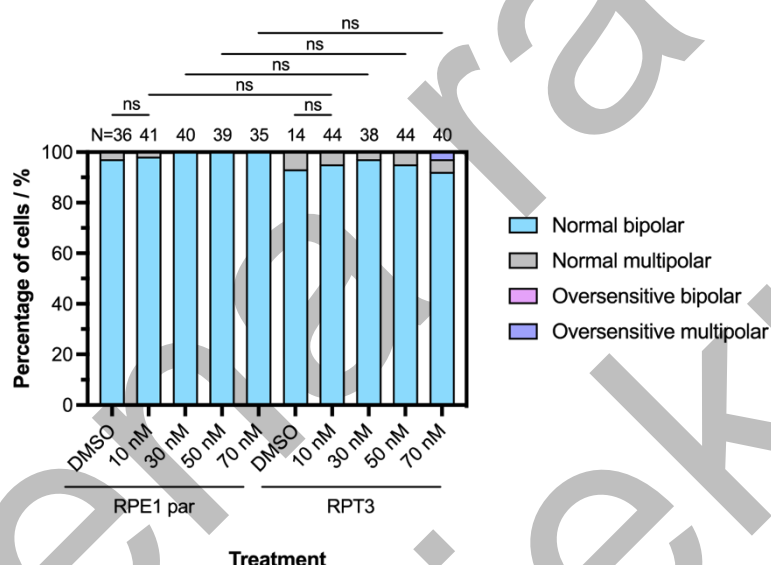 ns
ns
ns
ns
ns ns
N=36 41 40 39 35 14 44 38 44 40
Percentage of cells / %
100
80
60
40
20
0
Normal bipolar
Normal multipolar
Oversensitive bipolar
Oversensitive multipolar
DMSO 10 nM 30 nM 50 nM 70 nM DMSO 10 nM 30 nM 50 nM 70 nM
RPE1 par RPT3
Treatment